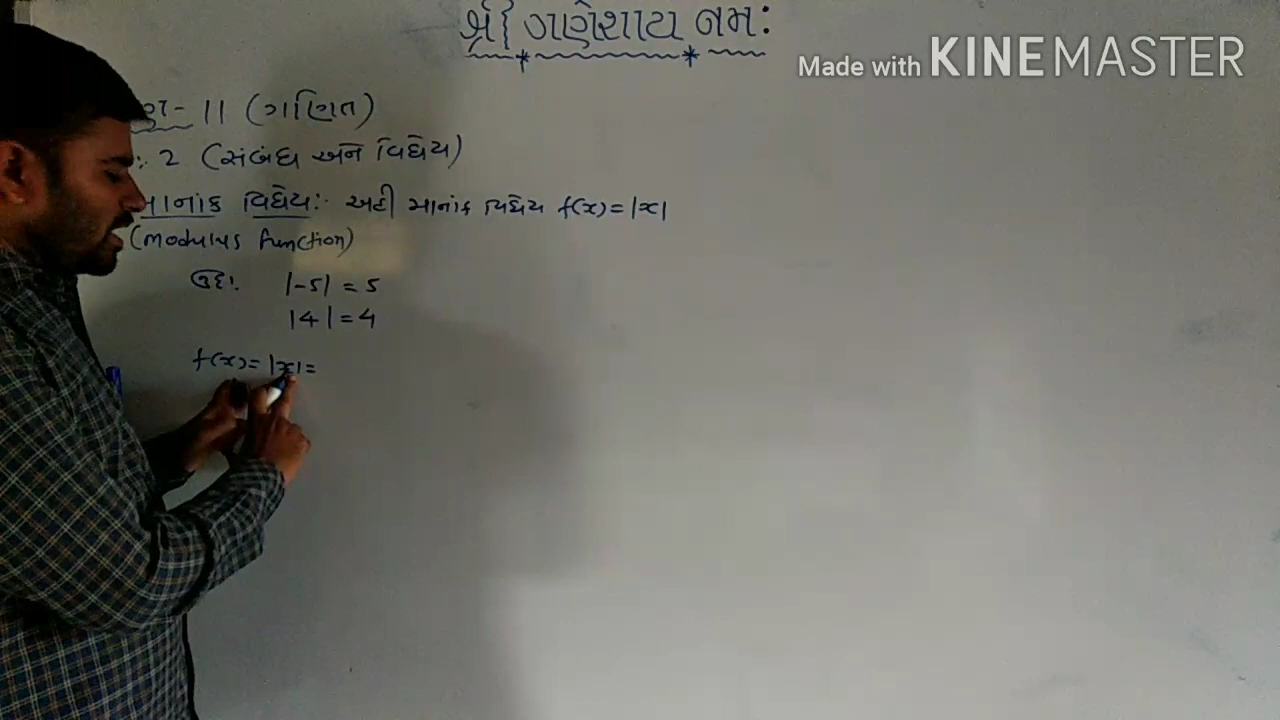 શ્રી ગણેશાય નમ:
Made with KINEMASTER
- 11 (ગણિત)
: 2 (સંબંધ અને વિધેય)
માનાંક વિધેય:- અહી માનાંક વિધેય f(x) = |x|
(Modulus function)
ઉદા. |-5| = 5
|4| = 4
f(x) = |x| =